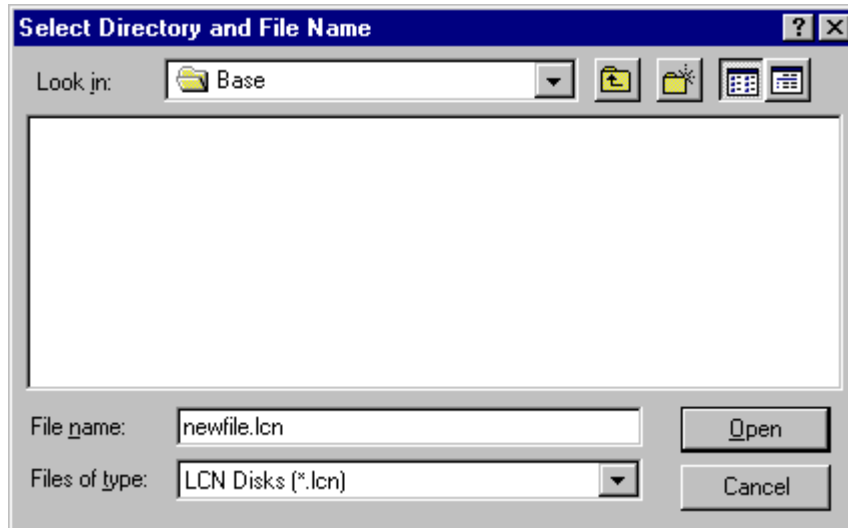 Select Directory and File Name
Look in: Base
File name: newfile.lcn
Open
Files of type: LCN Disks (*.lcn)
Cancel